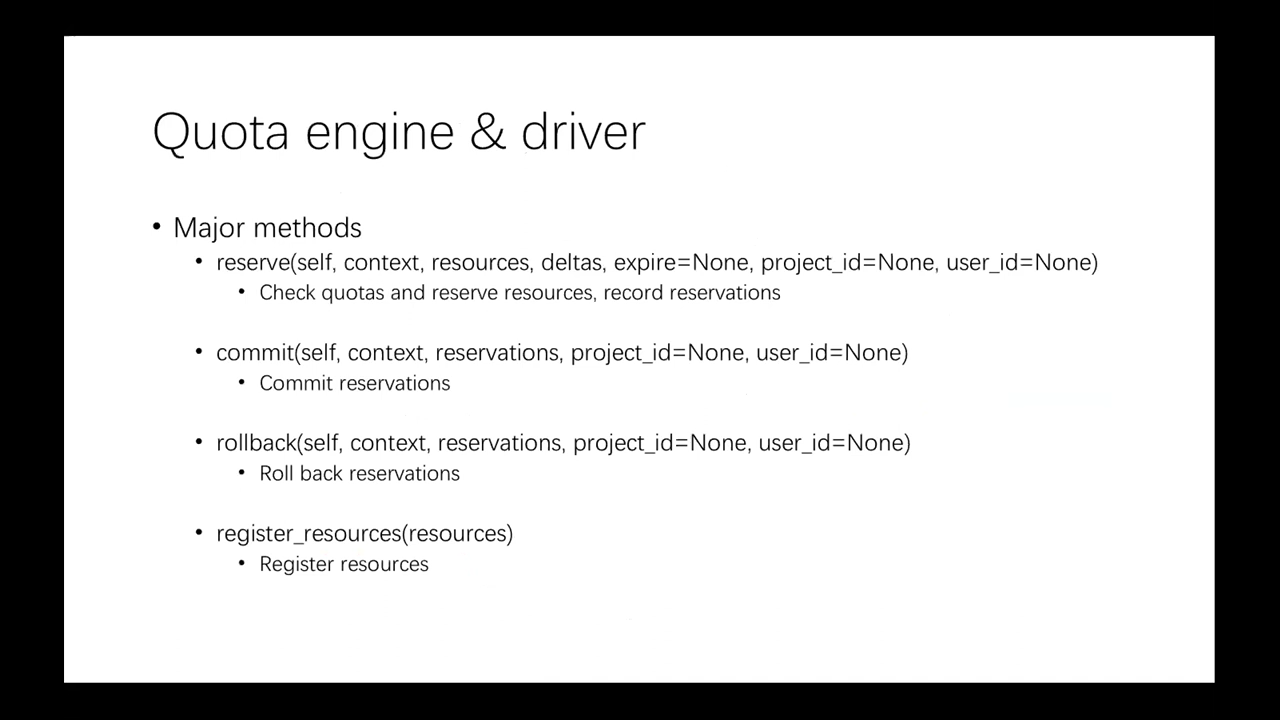 Quota engine & driver
• Major methods
• reserve(self, context, resources, deltas, expire=None, project_id=None, user_id=None)
• Check quotas and reserve resources, record reservations
• commit(self, context, reservations, project_id=None, user_id=None)
• Commit reservations
• rollback(self, context, reservations, project_id=None, user_id=None)
• Roll back reservations
• register_resources(resources)
• Register resources